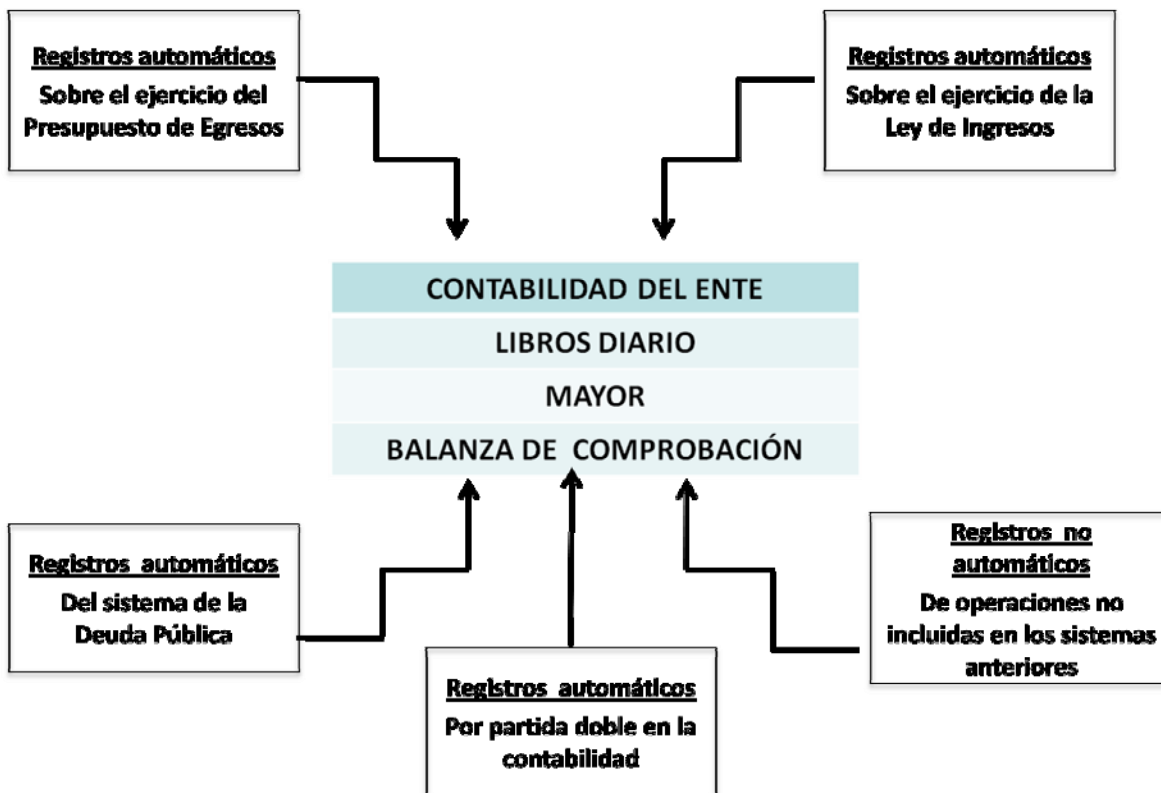 Registros automáticos
Sobre el ejercicio del
Presupuesto de Egresos
Registros automáticos
Sobre el ejercicio de la
Ley de Ingresos
CONTABILIDAD DEL ENTE
LIBROS DIARIO
MAYOR
BALANZA DE COMPROBACIÓN
Registros automáticos
Del sistema de la
Deuda Pública
Registros automáticos
Por partida doble en la
contabilidad
Registros no
automáticos
De operaciones no
incluidas en los sistemas
anteriores